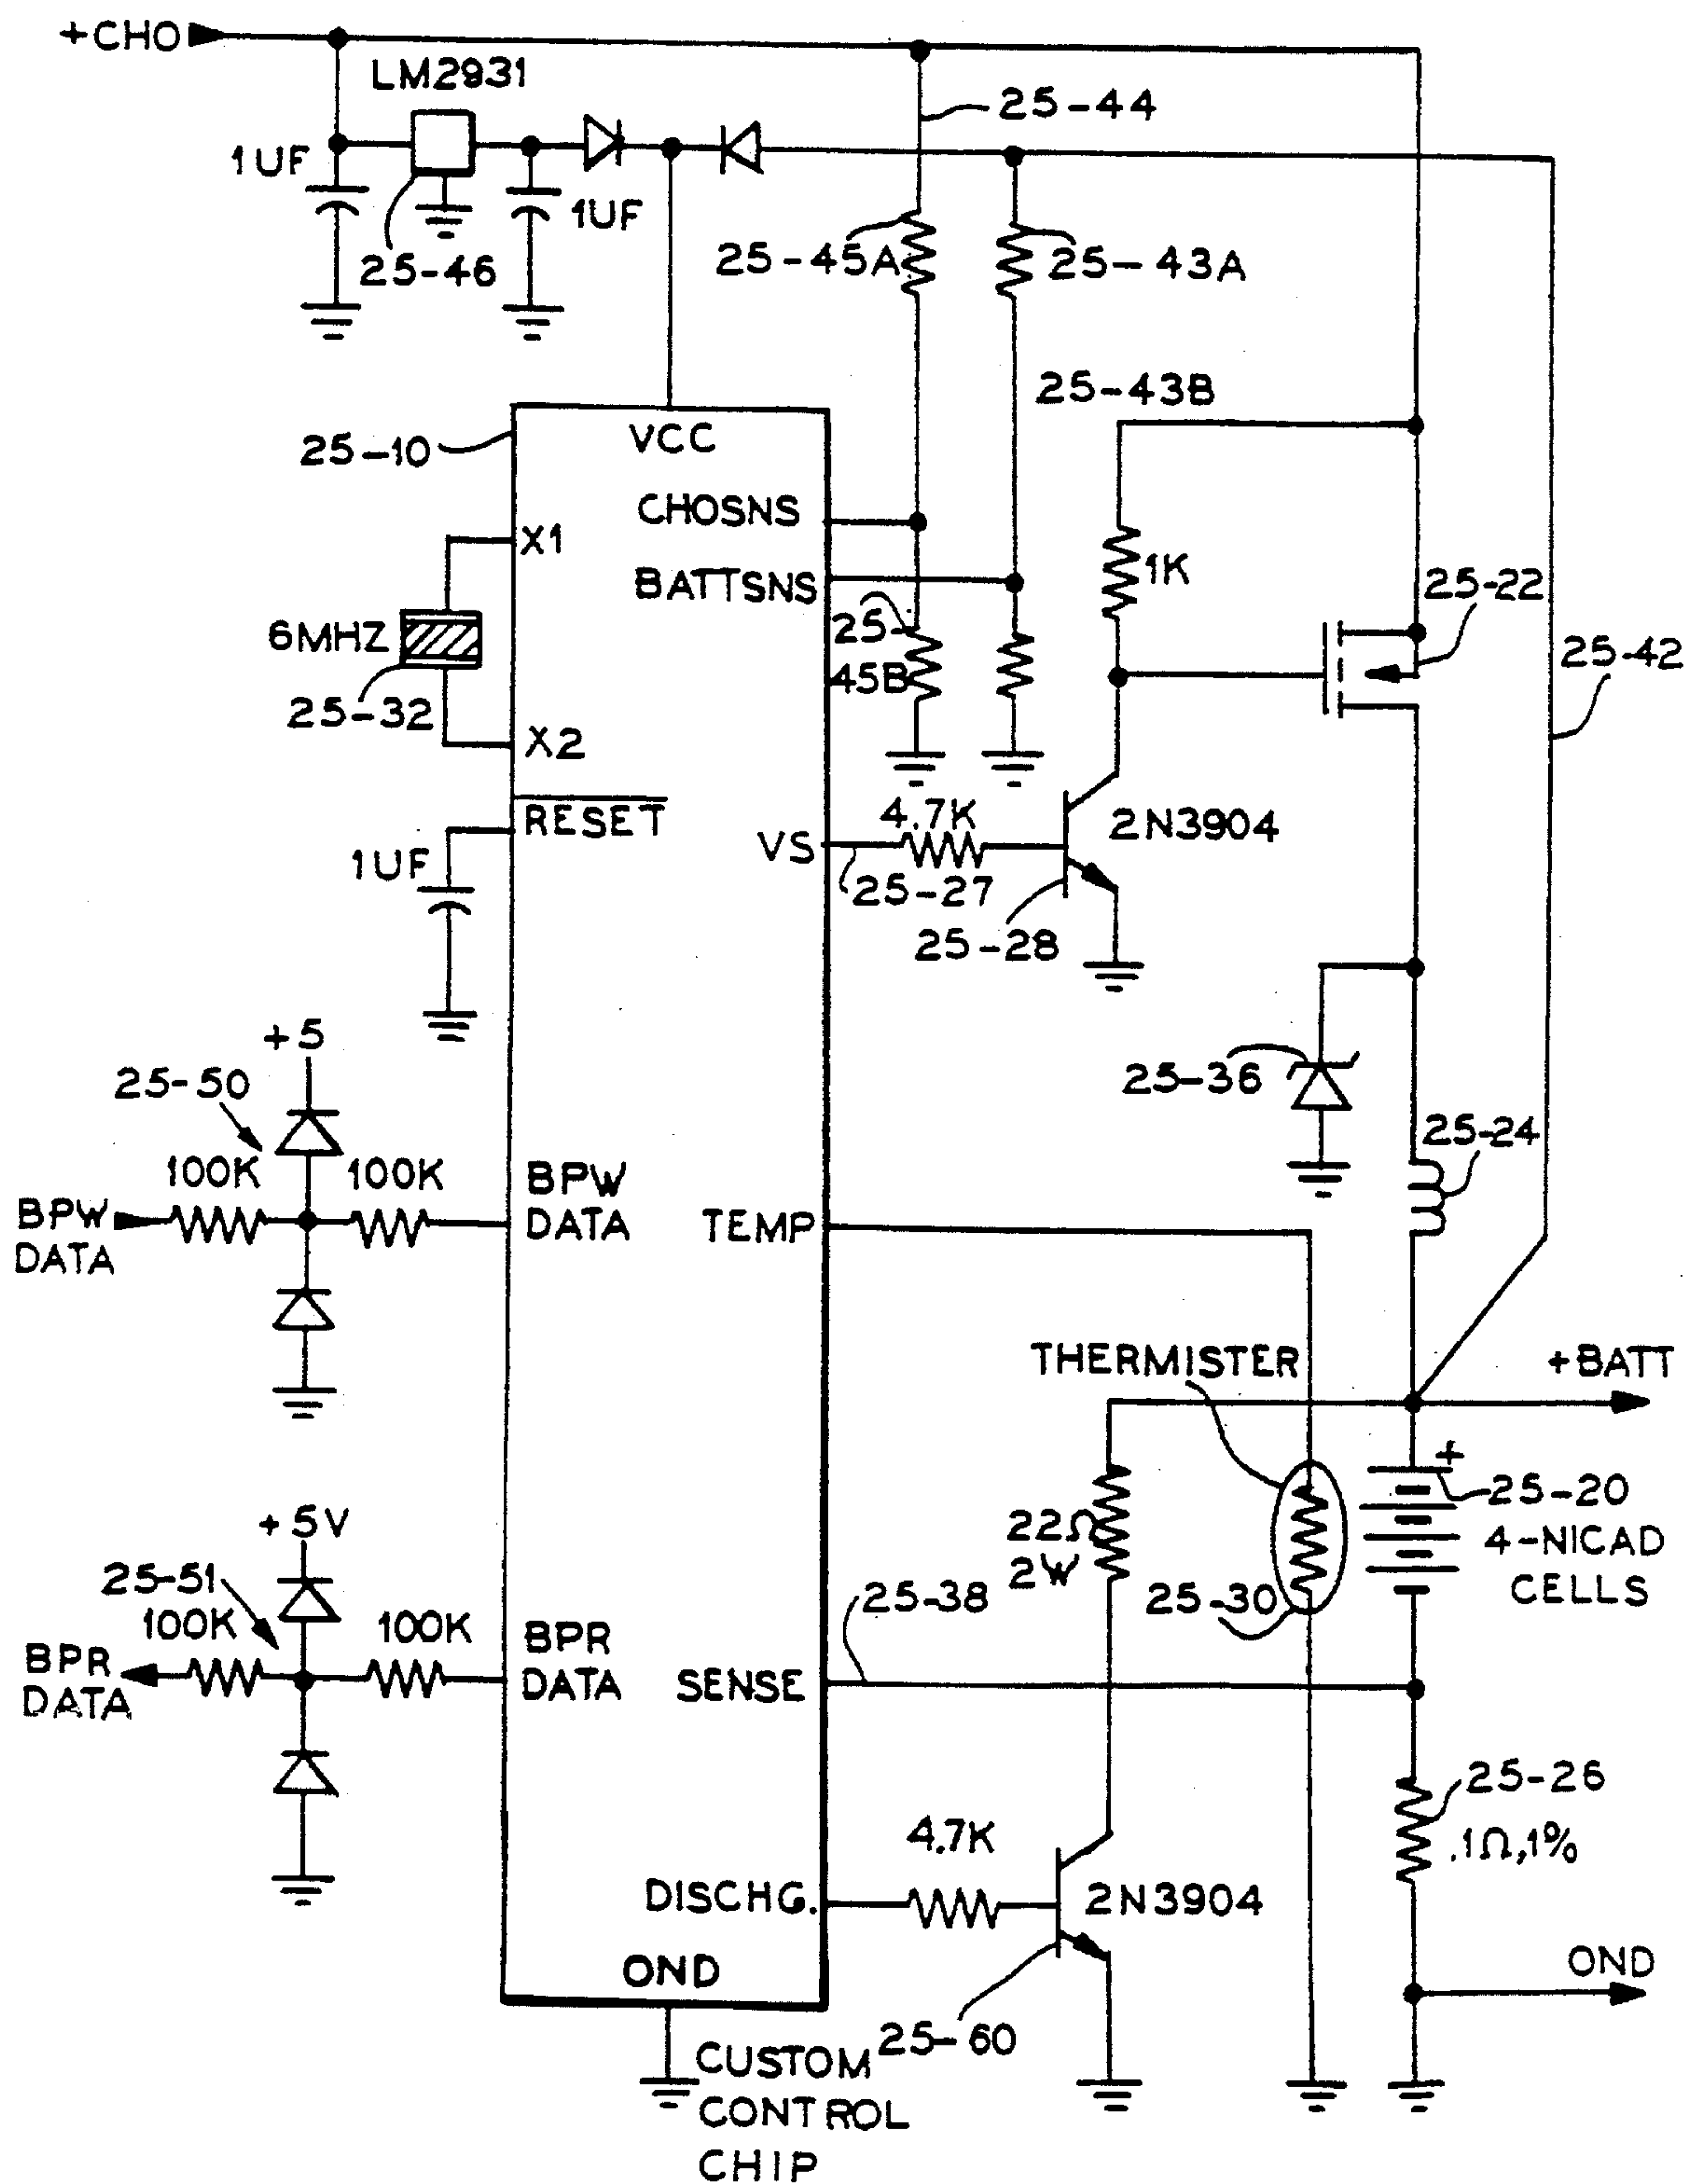 +CHO
LM2931
1UF
1UF
25-46
25-44
25-45A
25-43A
25-43B
25-10
VCC
CHOSNS
X1
BATTSNS
1K
25-22
6MHZ
25-
45B
25-42
25-32
X2
RESET
4.7K
2N3904
1UF
VS
25-27
25-28
+5
25-50
25-36
100K
100K
25-24
BPW
DATA
BPW
DATA
TEMP
THERMISTER
+BATT
+
25-20
4-NICAD
CELLS
22Ω
2W
+5V
25-51
25-38
25-30
100K
100K
BPR
DATA
BPR
DATA
SENSE
25-26
.1Ω,1%
4.7K
DISCHG.
2N3904
OND
OND
25-60
CUSTOM
CONTROL
CHIP